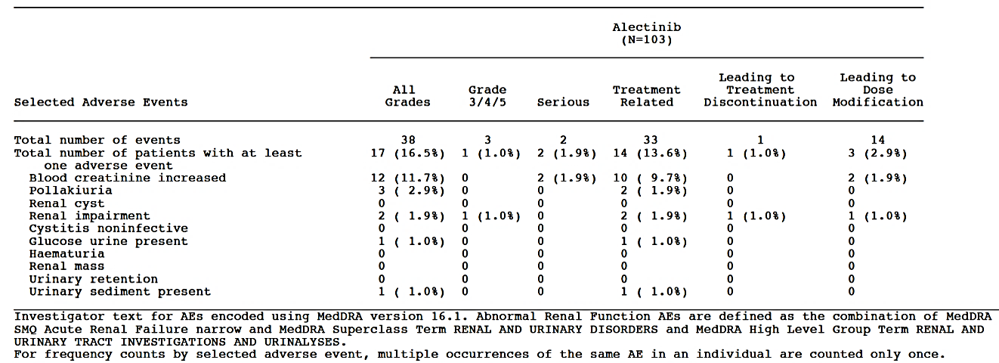 Alectinib
(N=103)
Leading to Leading to
All Grade Treatment Treatment Dose
Selected Adverse Events Grades 3/4/5 Serious Related Discontinuation Modification
Total number of events 38 3 2 33 1 14
Total number of patients with at least 17 (16.5%) 1 (1.0%) 2 (1.9%) 14 (13.6%) 1 (1.0%) 3 (2.9%)
one adverse event
Blood creatinine increased 12 (11.7%) 0 2 (1.9%) 10 ( 9.7%) 0 2 (1.9%)
Pollakiuria 3 ( 2.9%) 0 0 2 ( 1.9%) 0 0
Renal cyst 0 0 0 0 0 0
Renal impairment 2 ( 1.9%) 1 (1.0%) 0 2 ( 1.9%) 1 (1.0%) 1 (1.0%)
Cystitis noninfective 0 0 0 0 0 0
Glucose urine present 1 ( 1.0%) 0 0 1 ( 1.0%) 0 0
Haematuria 0 0 0 0 0 0
Renal mass 0 0 0 0 0 0
Urinary retention 0 0 0 0 0 0
Urinary sediment present 1 ( 1.0%) 0 0 1 ( 1.0%) 0 0
Investigator text for AEs encoded using MedDRA version 16.1. Abnormal Renal Function AEs are defined as the combination of MedDRA
SMQ Acute Renal Failure narrow and MedDRA Superclass Term RENAL AND URINARY DISORDERS and MedDRA High Level Group Term RENAL AND
URINARY TRACT INVESTIGATIONS AND URINALYSES.
For frequency counts by selected adverse event, multiple occurrences of the same AE in an individual are counted only once.